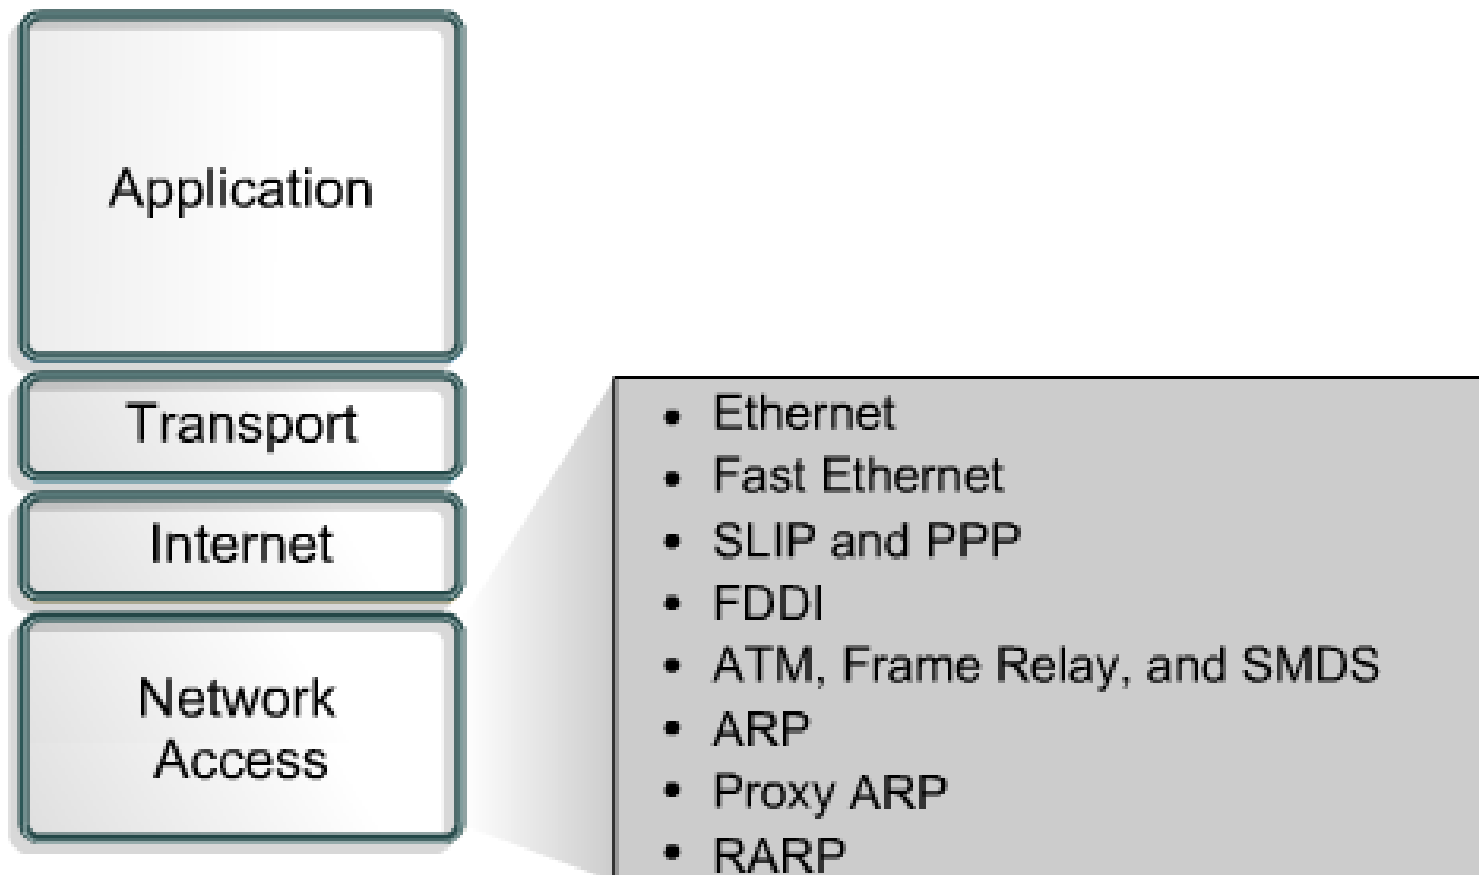 Application
Transport
Internet
Network
Access
• Ethernet
• Fast Ethernet
• SLIP and PPP
• FDDI
• ATM, Frame Relay, and SMDS
• ARP
• Proxy ARP
• RARP